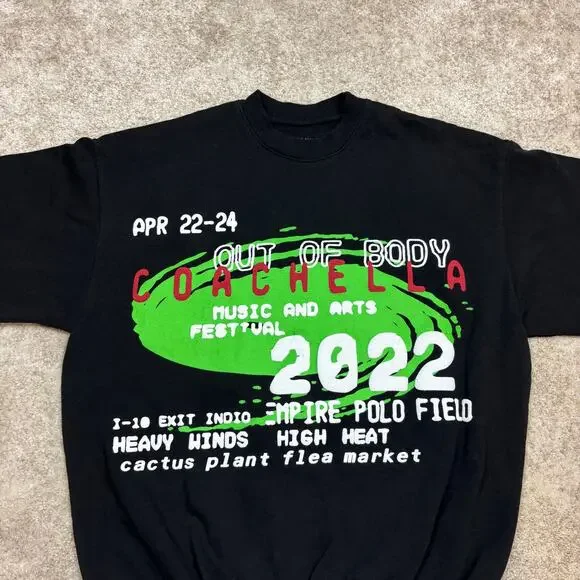 APR 22-24
OUT OF BODY
COACHELLA
MUSIC AND ARTS
FESTIVAL
2022
I-10 EXIT INDIO EMPIRE POLO FIELD
HEAVY WINDS HIGH HEAT
cactus plant flea market